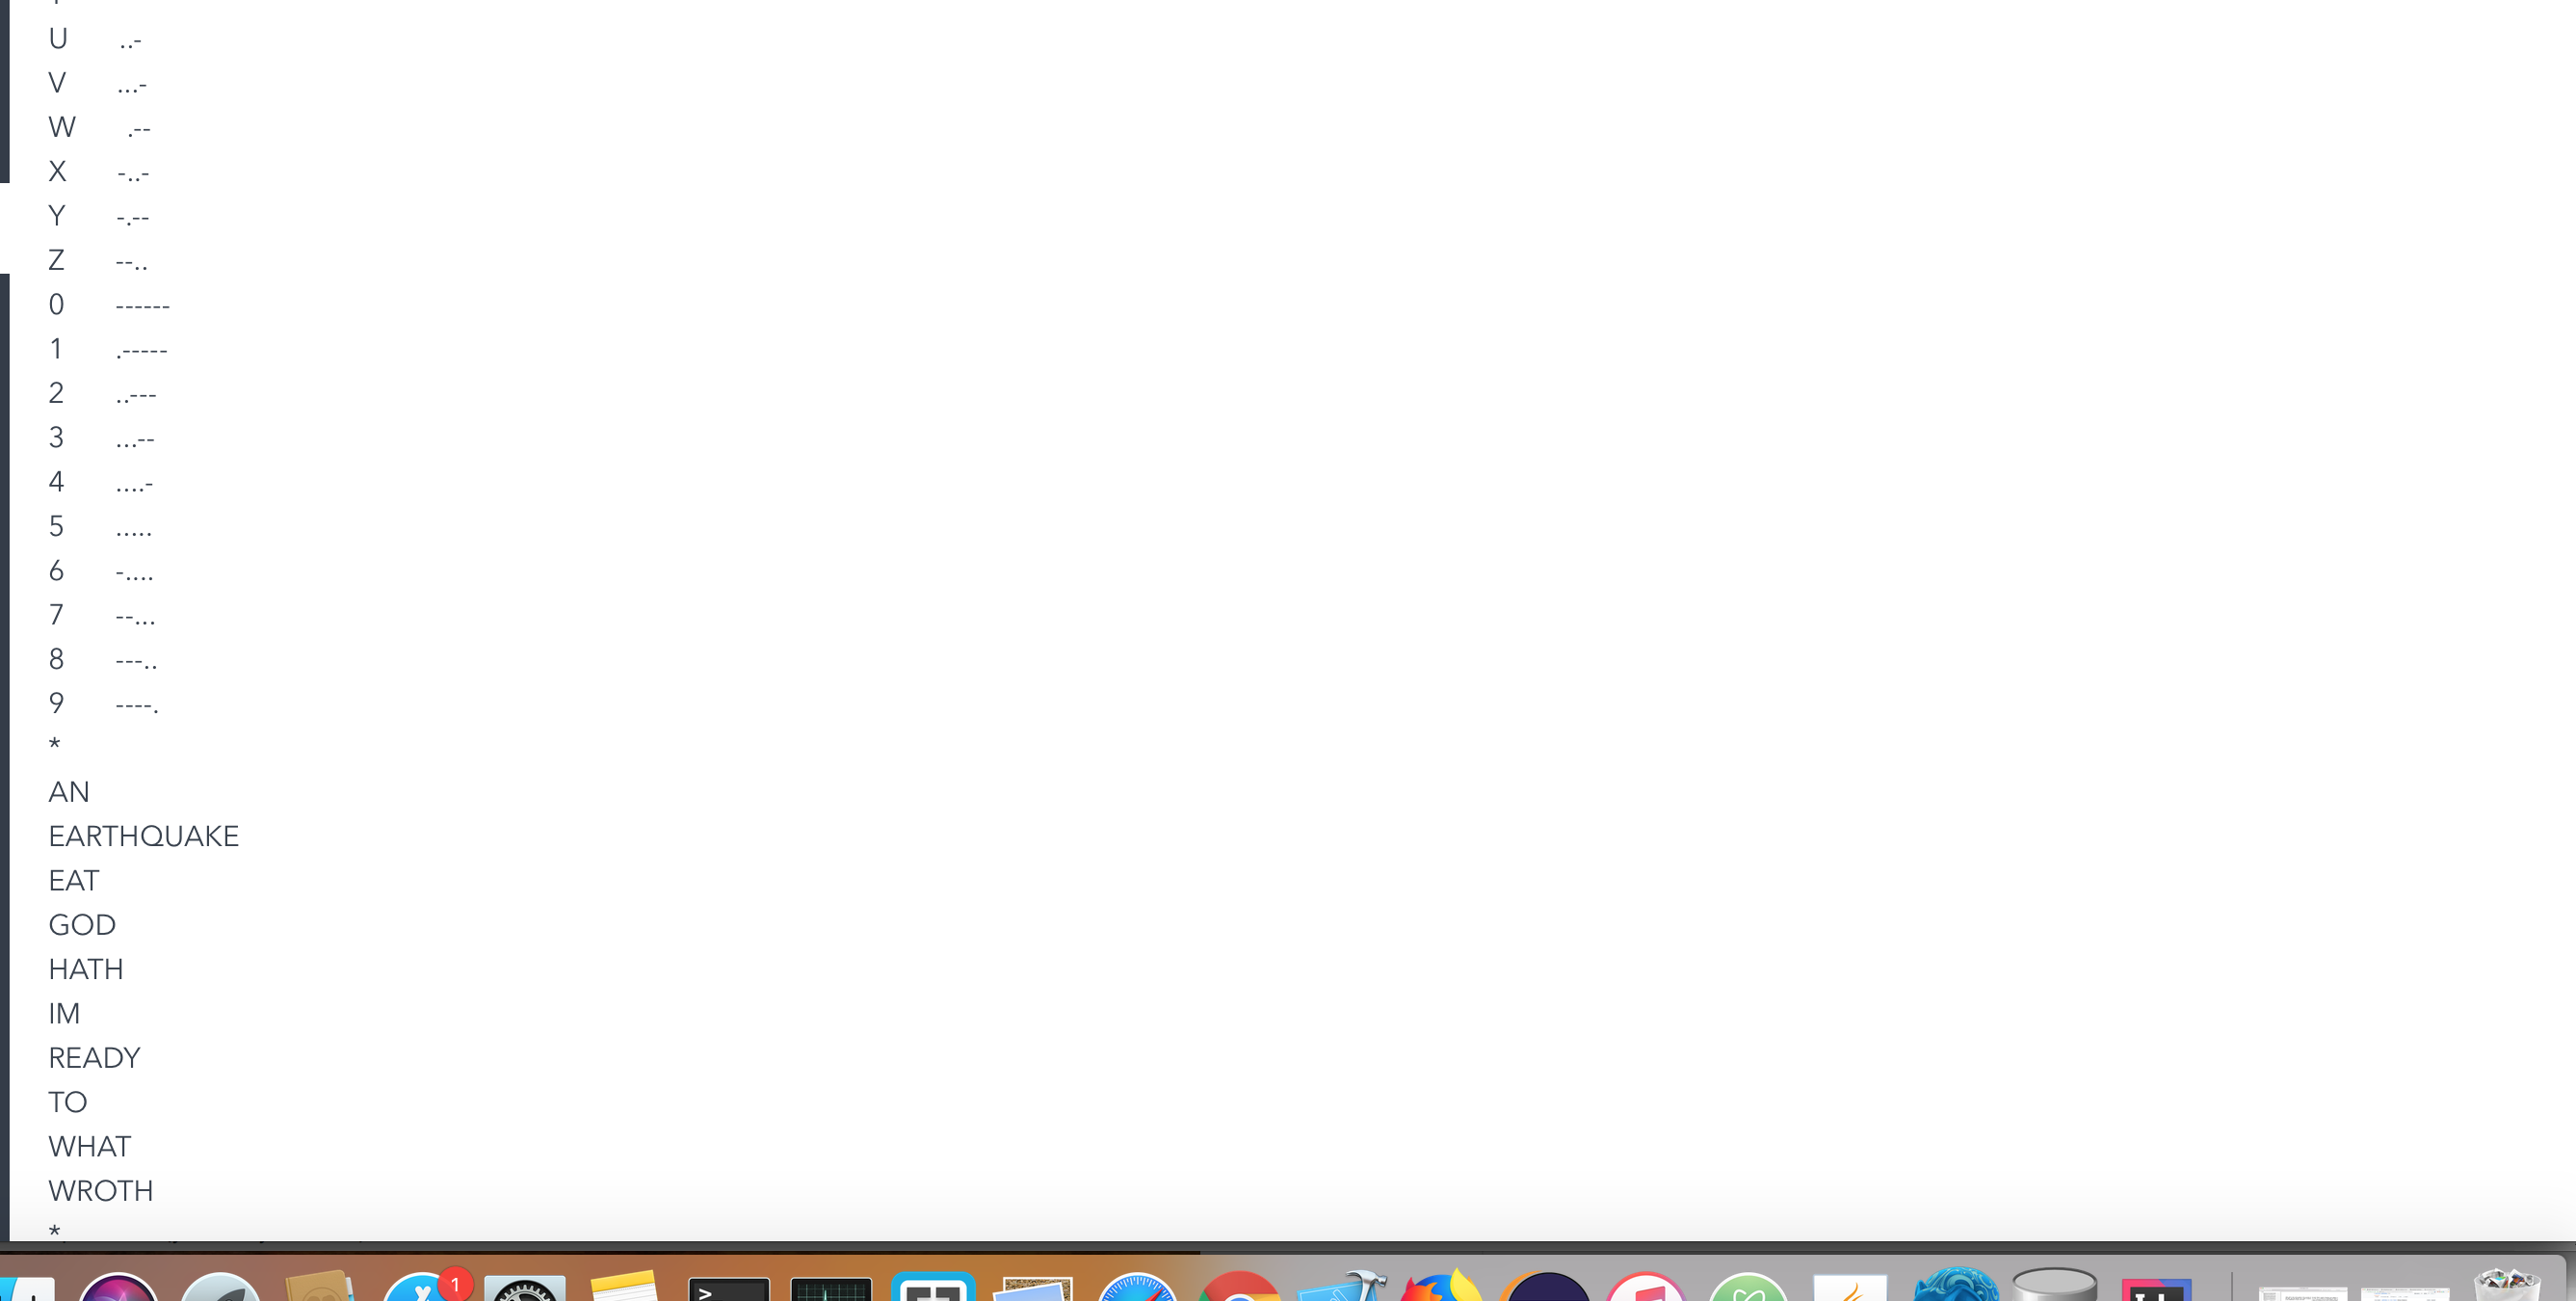 U ..-
V ...-
W .--
X -..-
Y -.--
Z --..
0 ------
1 .-----
2 ..---
3 ...--
4 ....-
5 .....
6 -....
7 --...
8 ---..
9 ----.
*
AN
EARTHQUAKE
EAT
GOD
HATH
IM
READY
TO
WHAT
WROTH
*
1